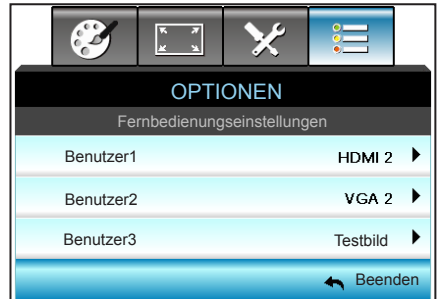 OPTIONEN
Fernbedienungseinstellungen
Benutzer1 HDMI 2
Benutzer2 VGA 2
Benutzer3 Testbild
Beenden